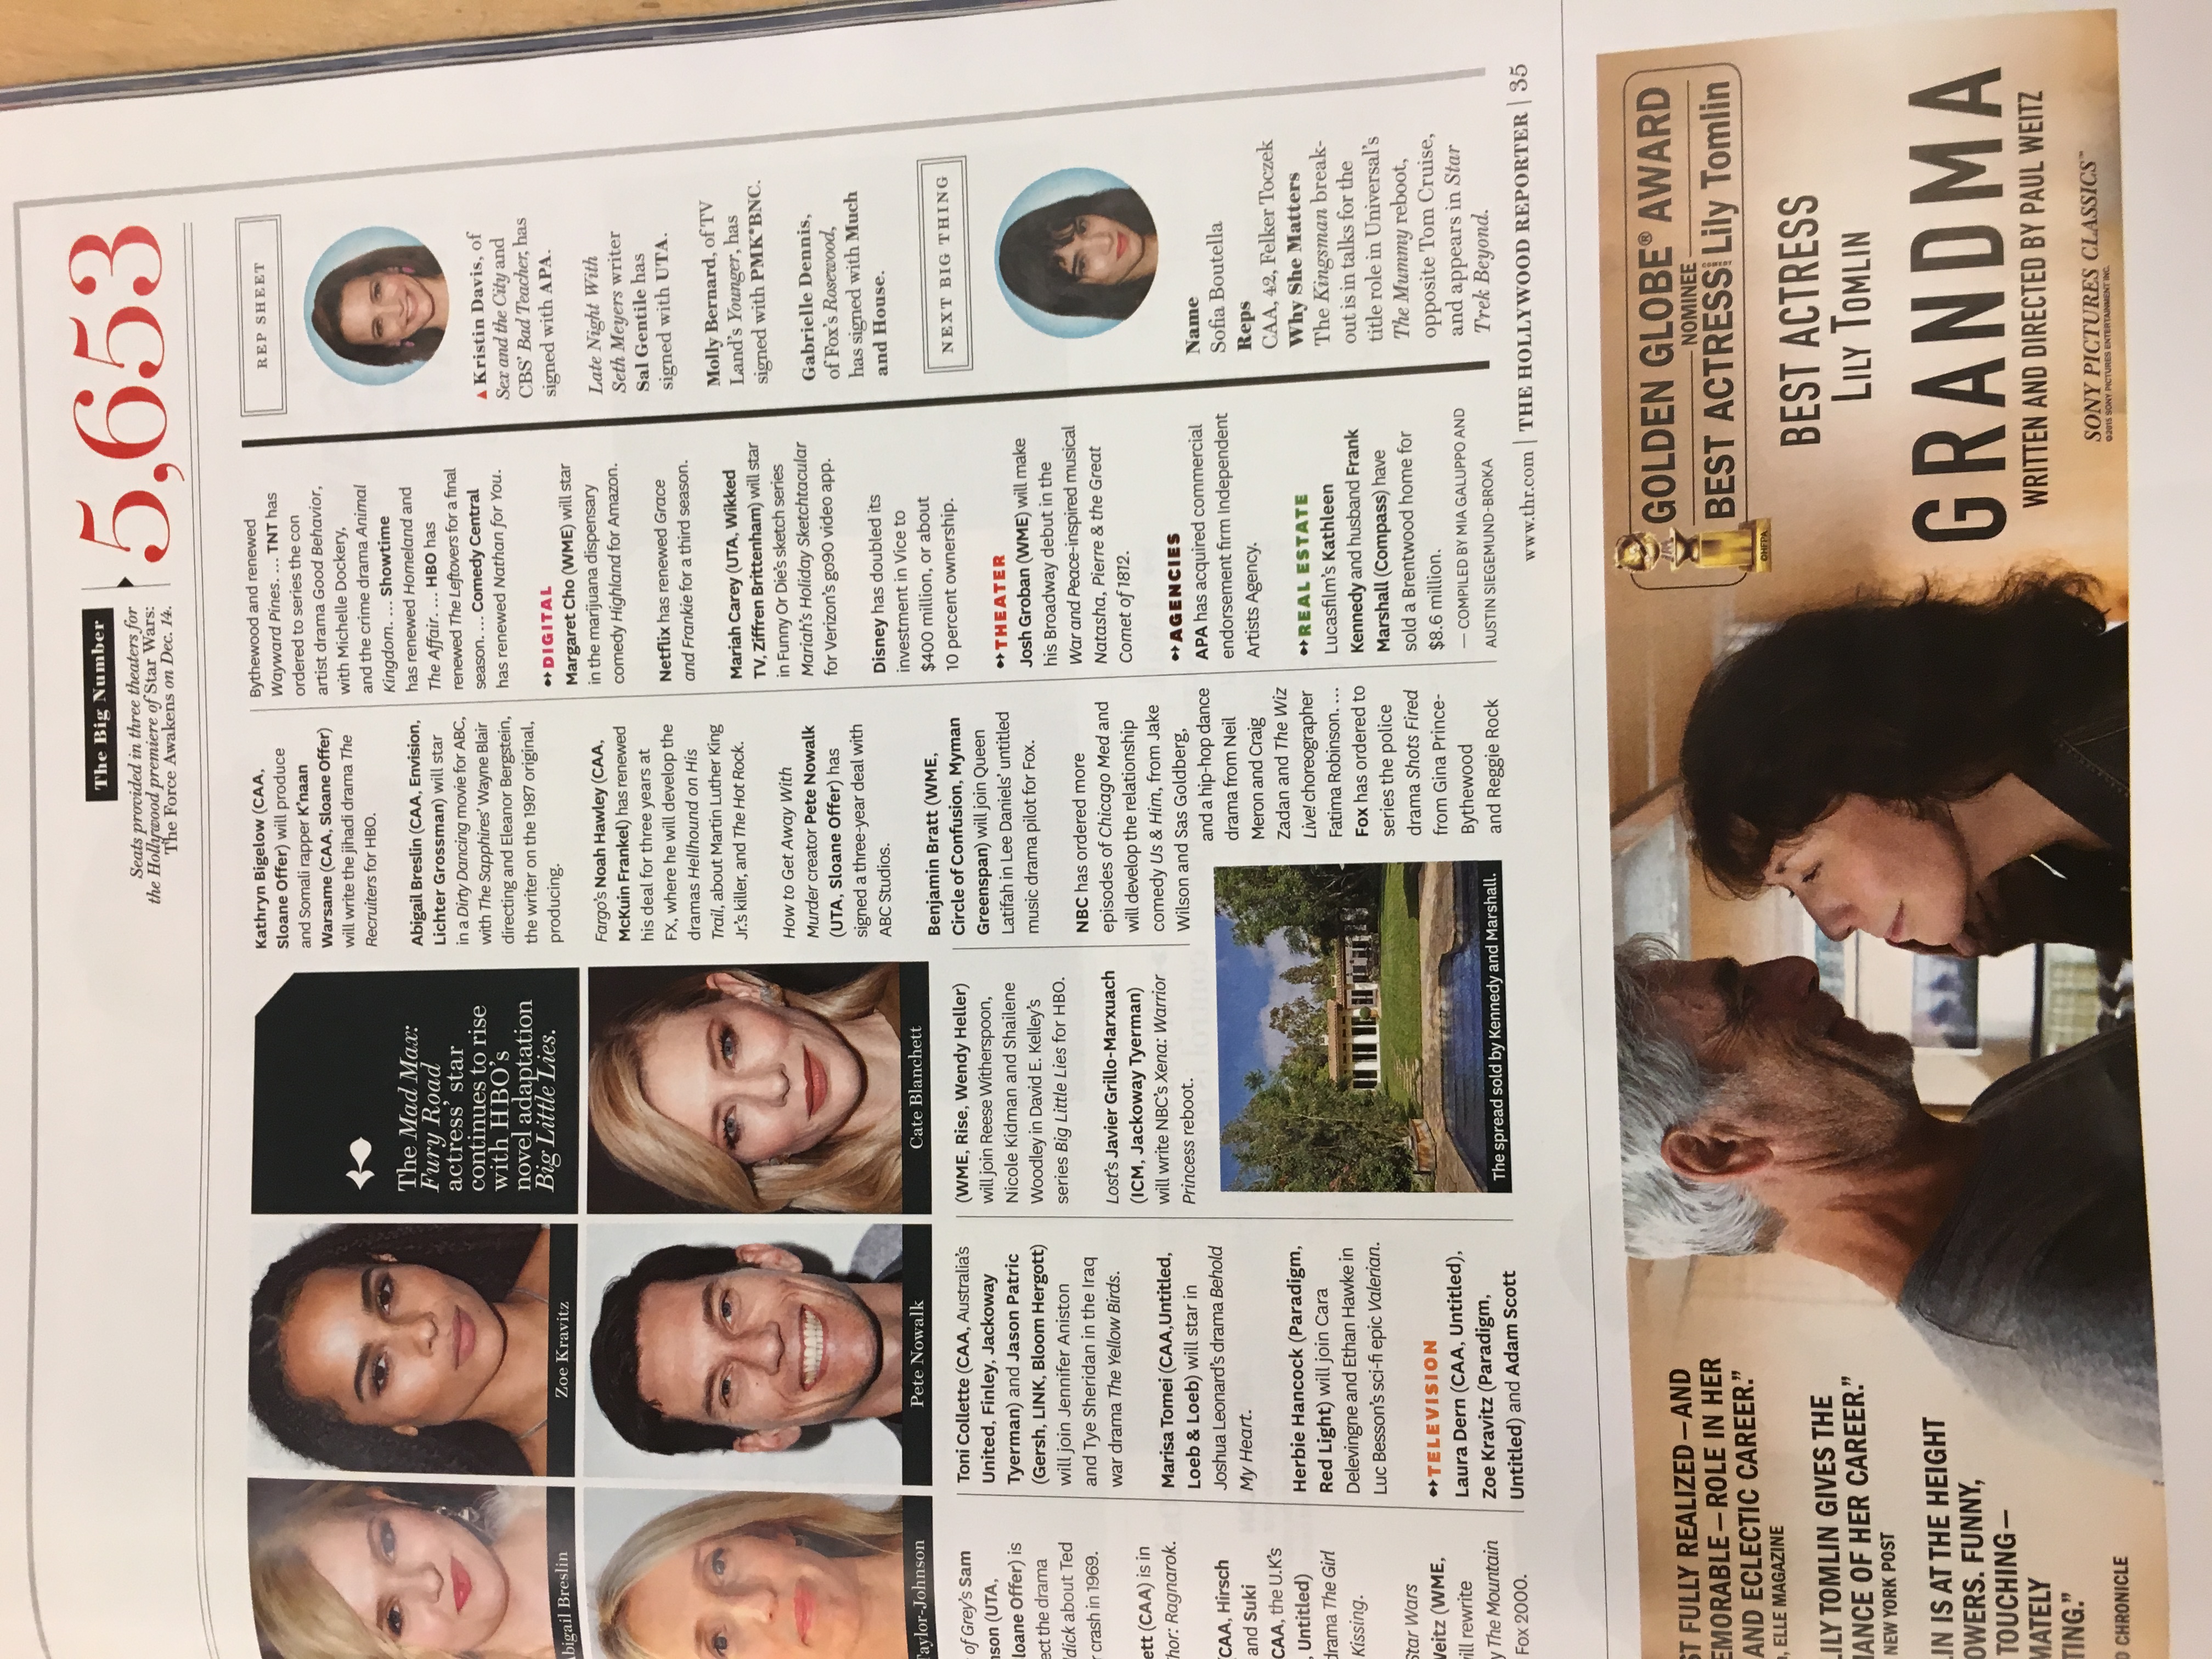 The Big Number
Seats provided in three theaters for
the Hollywood premiere of Star Wars:
The Force Awakens on Dec. 14.
5,653
Abigail Breslin
Zoe Kravitz
The Mad Max:
Fury Road
actress' star
continues to rise
with HBO's
novel adaptation
Big Little Lies.
Taylor-Johnson
Pete Nowalk
Cate Blanchett
of Grey's Sam
(UTA,
Offer) is
the drama
about Ted
crash in 1969.
(CAA) is in
Ragnarok.
(CAA, Hirsch
and Suki
CAA, the U.K's
, Untitled)
drama The Girl
Kissing.
Star Wars
Weitz (WME,
will rewrite
The Mountain
Fox 2000.
Toni Collette (CAA, Australia's
United, Finley, Jackoway
Tyerman) and Jason Patric
(Gersh, LINK, Bloom Hergott)
will join Jennifer Aniston
and Tye Sheridan in the Iraq
war drama The Yellow Birds.
Marisa Tomei (CAA,Untitled,
Loeb & Loeb) will star in
Joshua Leonard's drama Behold
My Heart.
Herbie Hancock (Paradigm,
Red Light) will join Cara
Delevingne and Ethan Hawke in
Luc Besson's sci-fi epic Valerian.
TELEVISION
Laura Dern (CAA, Untitled),
Zoe Kravitz (Paradigm,
Untitled) and Adam Scott
(WME, Rise, Wendy Heller)
will join Reese Witherspoon,
Nicole Kidman and Shailene
Woodley in David E. Kelley's
series Big Little Lies for HBO.
Lost's Javier Grillo-Marxuach
(ICM, Jackoway Tyerman)
will write NBC's Xena: Warrior
Princess reboot.
The spread sold by Kennedy and Marshall.
Kathryn Bigelow (CAA,
Sloane Offer) will produce
and Somali rapper K'naan
Warsame (CAA, Sloane Offer)
will write the jihadi drama The
Recruiters for HBO.
Abigail Breslin (CAA, Envision,
Lichter Grossman) will star
in a Dirty Dancing movie for ABC,
with The Sapphires' Wayne Blair
directing and Eleanor Bergstein,
the writer on the 1987 original,
producing.
Fargo's Noah Hawley (CAA,
McKuin Frankel) has renewed
his deal for three years at
FX, where he will develop the
dramas Hellhound on His
Trail, about Martin Luther King
Jr.'s killer, and The Hot Rock.
How to Get Away With
Murder creator Pete Nowalk
(UTA, Sloane Offer) has
signed a three-year deal with
ABC Studios.
Benjamin Bratt (WME,
Circle of Confusion, Myman
Greenspan) will join Queen
Latifah in Lee Daniels' untitled
music drama pilot for Fox.
NBC has ordered more
episodes of Chicago Med and
will develop the relationship
comedy Us & Him, from Jake
Wilson and Sas Goldberg,
and a hip-hop dance
drama from Neil
Meron and Craig
Zadan and The Wiz
Live! choreographer
Fatima Robinson. ...
Fox has ordered to
series the police
drama Shots Fired
from Gina Prince-
Bythewood
and Reggie Rock
Bythewood and renewed
Wayward Pines. ... TNT has
ordered to series the con
artist drama Good Behavior,
with Michelle Dockery,
and the crime drama Animal
Kingdom. ... Showtime
has renewed Homeland and
The Affair. ... HBO has
renewed The Leftovers for a final
season. ... Comedy Central
has renewed Nathan for You.
DIGITAL
Margaret Cho (WME) will star
in the marijuana dispensary
comedy Highland for Amazon.
Netflix has renewed Grace
and Frankie for a third season.
Mariah Carey (UTA, Wikked
TV, Ziffren Brittenham) will star
in Funny Or Die's sketch series
Mariah's Holiday Sketchtacular
for Verizon's go90 video app.
Disney has doubled its
investment in Vice to
$400 million, or about
10 percent ownership.
THEATER
Josh Groban (WME) will make
his Broadway debut in the
War and Peace-inspired musical
Natasha, Pierre & the Great
Comet of 1812.
AGENCIES
APA has acquired commercial
endorsement firm Independent
Artists Agency.
REAL ESTATE
Lucasfilm's Kathleen
Kennedy and husband Frank
Marshall (Compass) have
sold a Brentwood home for
$8.6 million.
— COMPILED BY MIA GALUPPO AND
AUSTIN SIEGEMUND-BROKA
REP SHEET
▲ Kristin Davis, of
Sex and the City and
CBS' Bad Teacher, has
signed with APA.
Late Night With
Seth Meyers writer
Sal Gentile has
signed with UTA.
Molly Bernard, of TV
Land's Younger, has
signed with PMK*BNC.
Gabrielle Dennis,
of Fox's Rosewood,
has signed with Much
and House.
NEXT BIG THING
Name
Sofia Boutella
Reps
CAA, 42, Felker Toczek
Why She Matters
The Kingsman break-
out is in talks for the
title role in Universal's
The Mummy reboot,
opposite Tom Cruise,
and appears in Star
Trek Beyond.
www.thr.com | THE HOLLYWOOD REPORTER | 35
FULLY REALIZED—AND
MEMORABLE—ROLE IN HER
AND ECLECTIC CAREER."
, ELLE MAGAZINE
LILY TOMLIN GIVES THE
OF HER CAREER."
NEW YORK POST
IS AT THE HEIGHT
POWERS. FUNNY,
TOUCHING—
CHRONICLE
GOLDEN GLOBE® AWARD
NOMINEE
BEST ACTRESS Lily Tomlin
©HFPA
BEST ACTRESS
LILY TOMLIN
GRANDMA
WRITTEN AND DIRECTED BY PAUL WEITZ
SONY PICTURES CLASSICS™
©2015 SONY PICTURES ENTERTAINMENT INC.